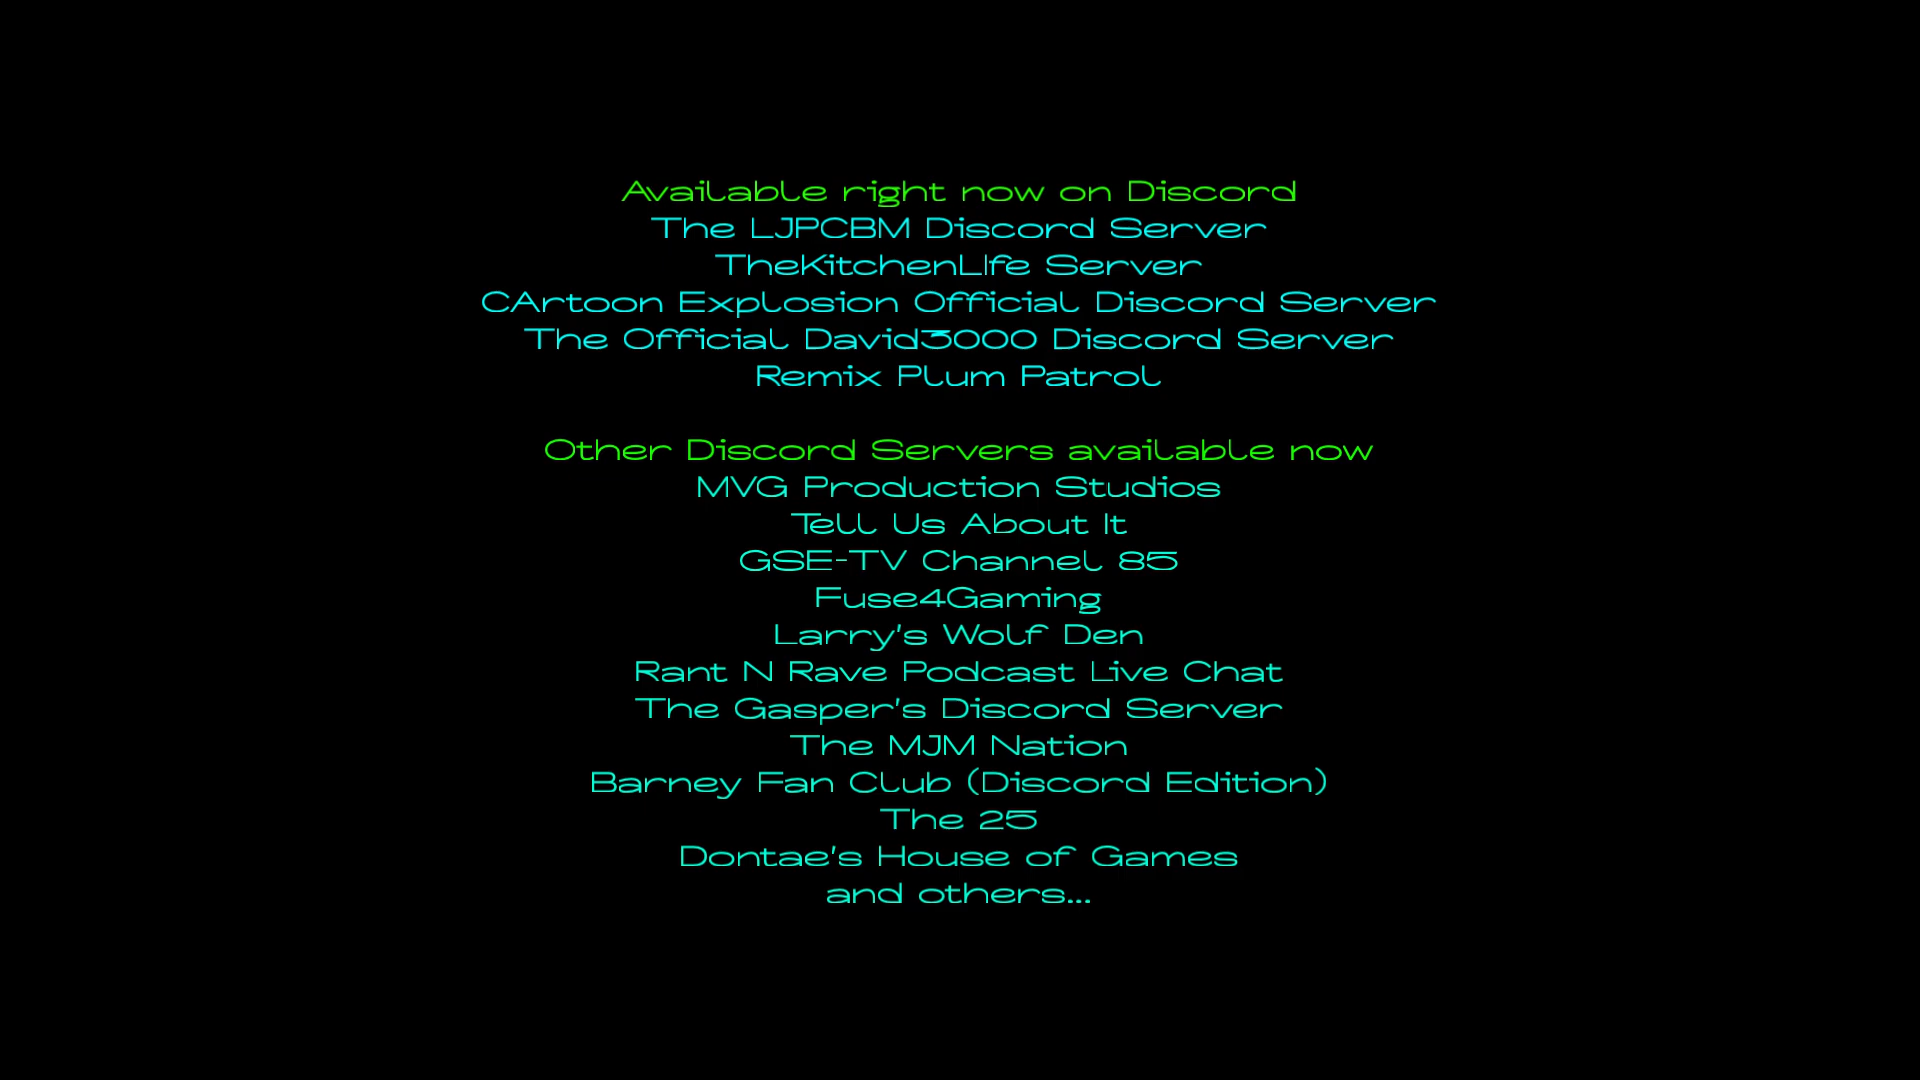 Available right now on Discord
The LJPCBM Discord Server
TheKitchenLIfe Server
CArtoon Explosion Official Discord Server
The Official David3000 Discord Server
Remix Plum Patrol
Other Discord Servers available now
MVG Production Studios
Tell Us About It
GSE-TV Channel 85
Fuse4Gaming
Larry's Wolf Den
Rant N Rave Podcast Live Chat
The Gasper's Discord Server
The MJM Nation
Barney Fan Club (Discord Edition)
The 25
Dontae's House of Games
and others...